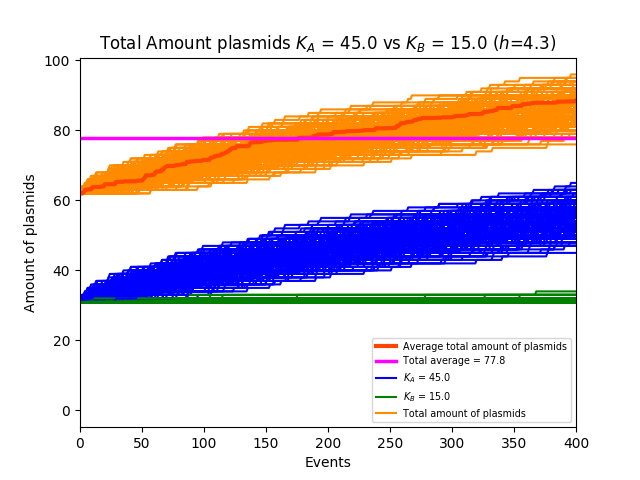 Total Amount plasmids K_A = 45.0 vs K_B = 15.0 (h=4.3)
Amount of plasmids
100
80
60
40
20
0
Average total amount of plasmids
Total average = 77.8
K_A = 45.0
K_B = 15.0
Total amount of plasmids
0 50 100 150 200 250 300 350 400
Events